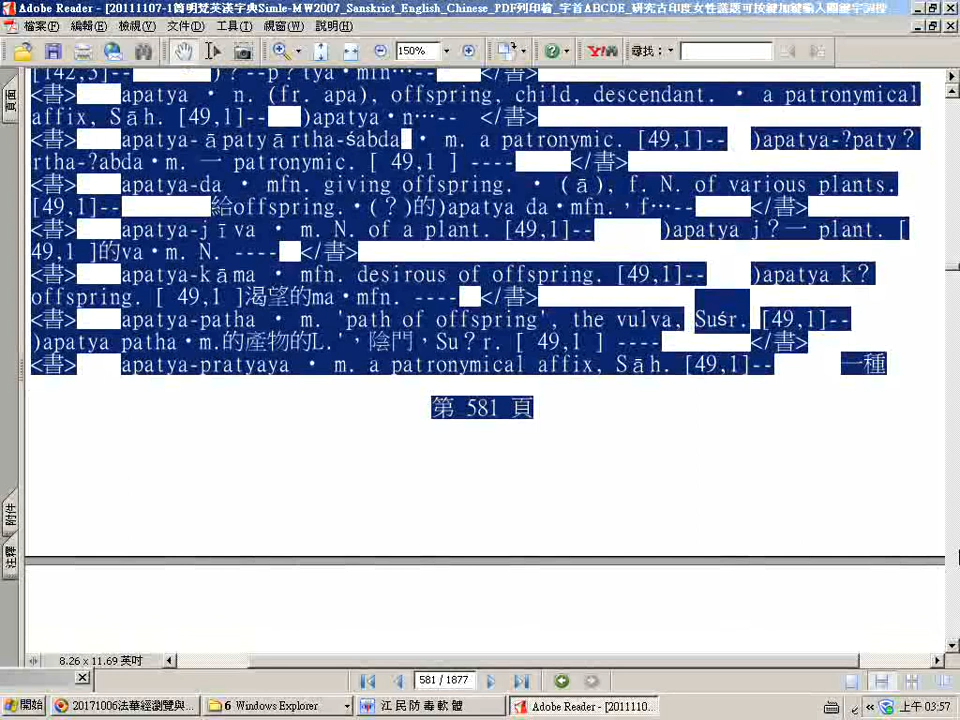 Adobe Reader - [20111107-1簡明梵英漢字典Simle-MW2007_Sanskrict_English_Chinese_PDF列印檔_字首ABCDE_研究古印度女性議題可按鍵加鍵輸入關鍵字詞搜
檔案(F) 編輯(E) 檢視(V) 文件(D) 工具(T) 視窗(W) 說明(H)
150% 尋找:
頁面
[142,3]-- )?--p?tya·mfn…-- </書>
<書> apatya · n. (fr. apa), offspring, child, descendant. · a patronymical
affix, Sāh. [49,1]-- )apatya·n…-- </書>
<書> apatya-āpatyārtha-śabda · m. a patronymic. [49,1]-- )apatya-?paty?
rtha-?abda·m. 一 patronymic. [ 49,1 ] ---- </書>
<書> apatya-da · mfn. giving offspring. · (ā), f. N. of various plants.
[49,1]-- 給offspring.·(?)的)apatya da·mfn.，f…-- </書>
<書> apatya-jīva · m. N. of a plant. [49,1]-- )apatya j?一 plant. [
49,1 ]的va·m. N. ---- </書>
<書> apatya-kāma · mfn. desirous of offspring. [49,1]-- )apatya k?
offspring. [ 49,1 ]渴望的ma·mfn. ---- </書>
<書> apatya-patha · m. 'path of offspring', the vulva, Suśr. [49,1]--
)apatya patha·m.的產物的L.'，陰門，Su?r. [ 49,1 ] ---- </書>
<書> apatya-pratyaya · m. a patronymical affix, Sāh. [49,1]-- 一種
第 581 頁
附件
注釋
8.26 x 11.69 英吋
581 / 1877
開始 20171006法華經瀏覽與... 6 Windows Explorer 江民防毒軟體 Adobe Reader - [2011110... 上午 03:57